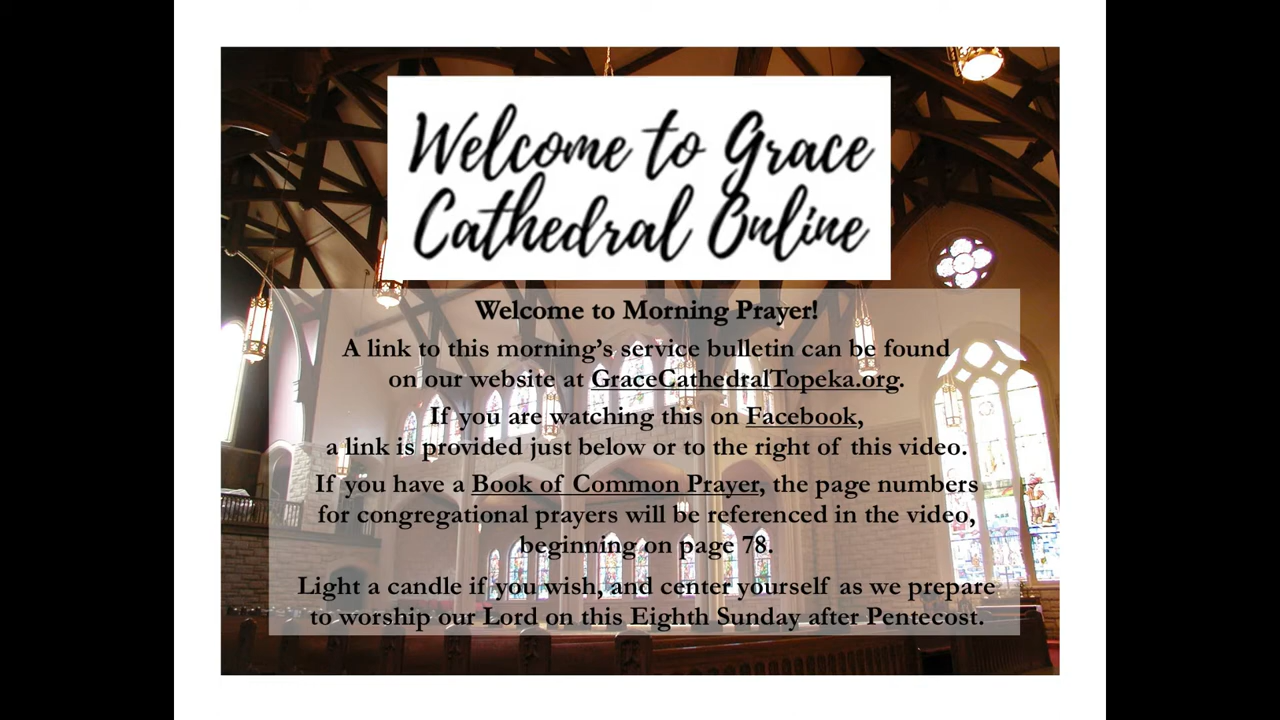 Welcome to Grace
Cathedral Online
Welcome to Morning Prayer!
A link to this morning's service bulletin can be found
on our website at GraceCathedralTopeka.org.
If you are watching this on Facebook,
a link is provided just below or to the right of this video.
If you have a Book of Common Prayer, the page numbers
for congregational prayers will be referenced in the video,
beginning on page 78.
Light a candle if you wish, and center yourself as we prepare
to worship our Lord on this Eighth Sunday after Pentecost.